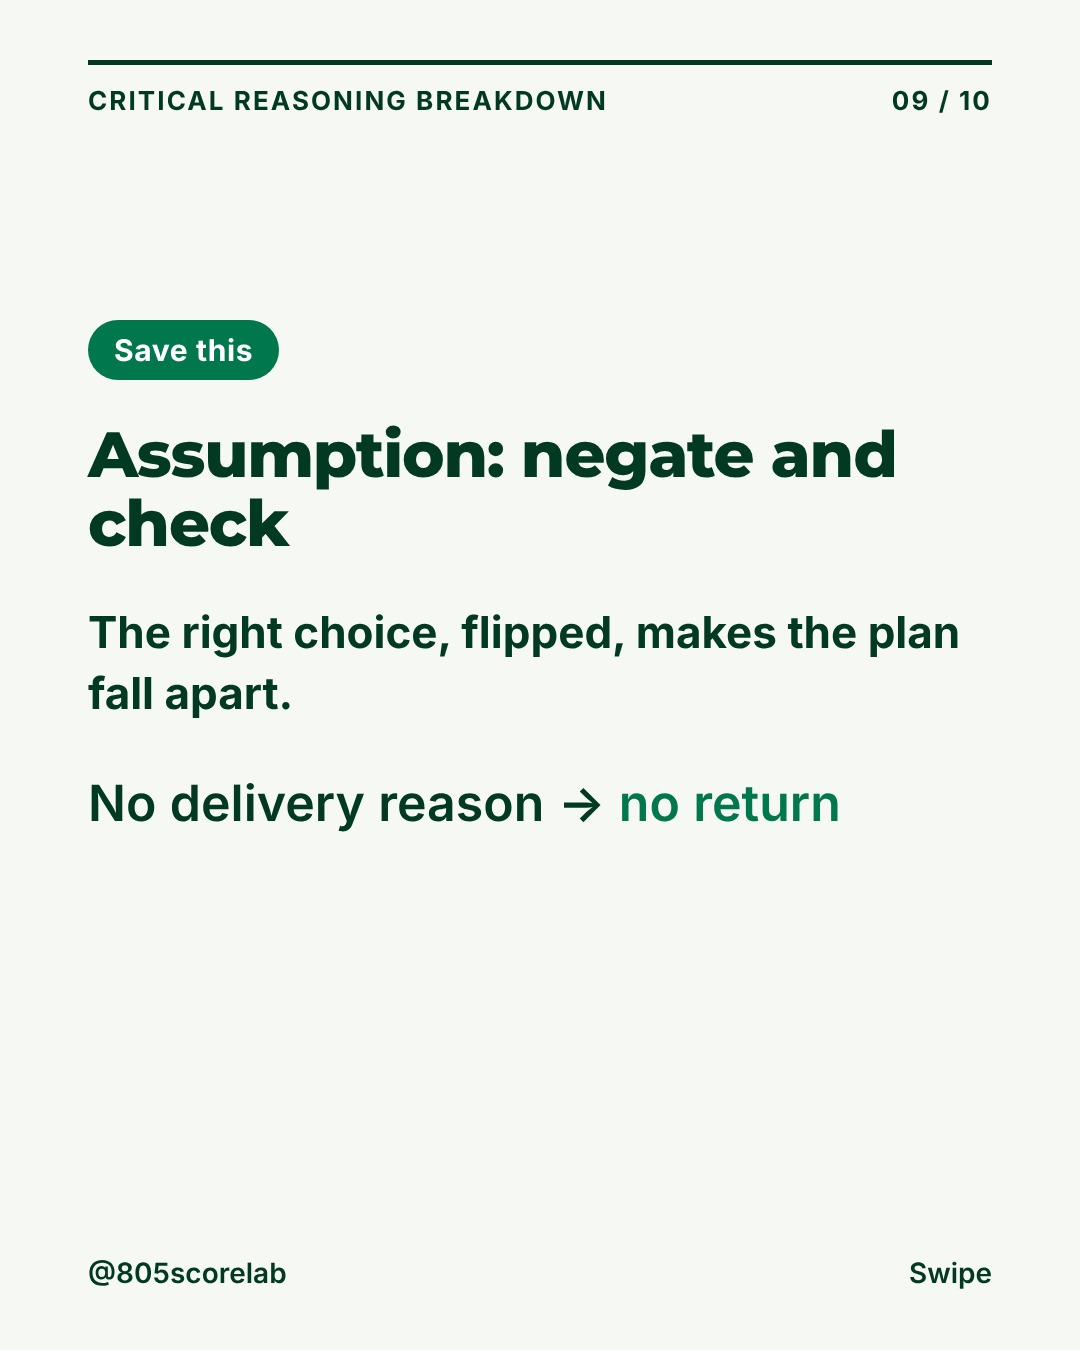 CRITICAL REASONING BREAKDOWN
09 / 10
Save this
Assumption: negate and
check
The right choice, flipped, makes the plan
fall apart.
No delivery reason → no return
@805scorelab
Swipe